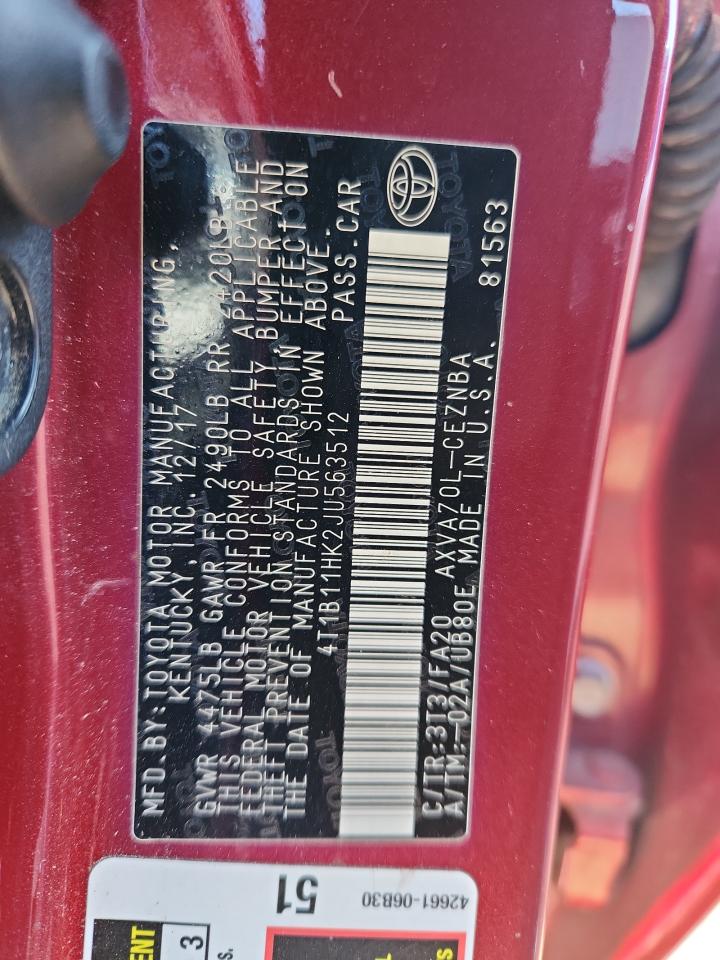 MFD. BY: TOYOTA MOTOR MANUFACTURING,
KENTUCKY, INC. 12/17
GVWR 4475LB GAWR FR 2490LB RR 2420LB
THIS VEHICLE CONFORMS TO ALL APPLICABLE
FEDERAL MOTOR VEHICLE SAFETY, BUMPER AND
THEFT PREVENTION STANDARDS IN EFFECT ON
THE DATE OF MANUFACTURE SHOWN ABOVE.
4T1B11HK2JU563512 PASS. CAR
TOYOTA
C/TR: 3T3/FA20 AXVA70L-CEZNBA
A/TM: -02A/UB80E MADE IN U.S.A. 81563
51
42661-06B30
3